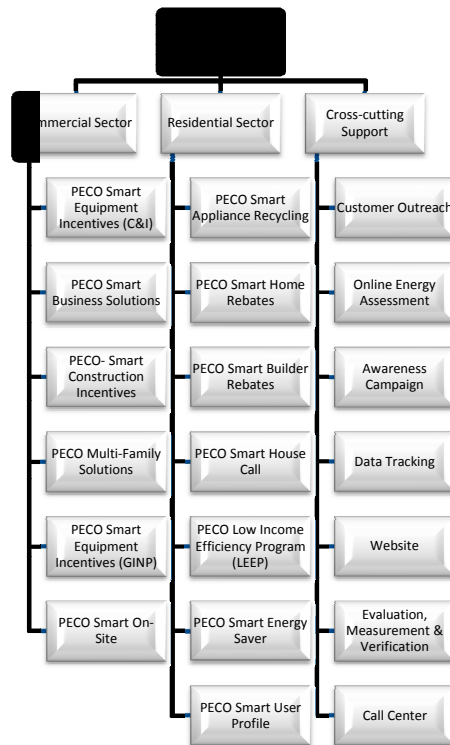 mmercial Sector
Residential Sector
Cross-cutting
Support
PECO Smart
Equipment
Incentives (C&I)
PECO Smart
Business Solutions
PECO- Smart
Construction
Incentives
PECO Multi-Family
Solutions
PECO Smart
Equipment
Incentives (GINP)
PECO Smart On-
Site
PECO Smart
Appliance Recycling
PECO Smart Home
Rebates
PECO Smart Builder
Rebates
PECO Smart House
Call
PECO Low Income
Efficiency Program
(LEEP)
PECO Smart Energy
Saver
PECO Smart User
Profile
Customer Outreach
Online Energy
Assessment
Awareness
Campaign
Data Tracking
Website
Evaluation,
Measurement &
Verification
Call Center